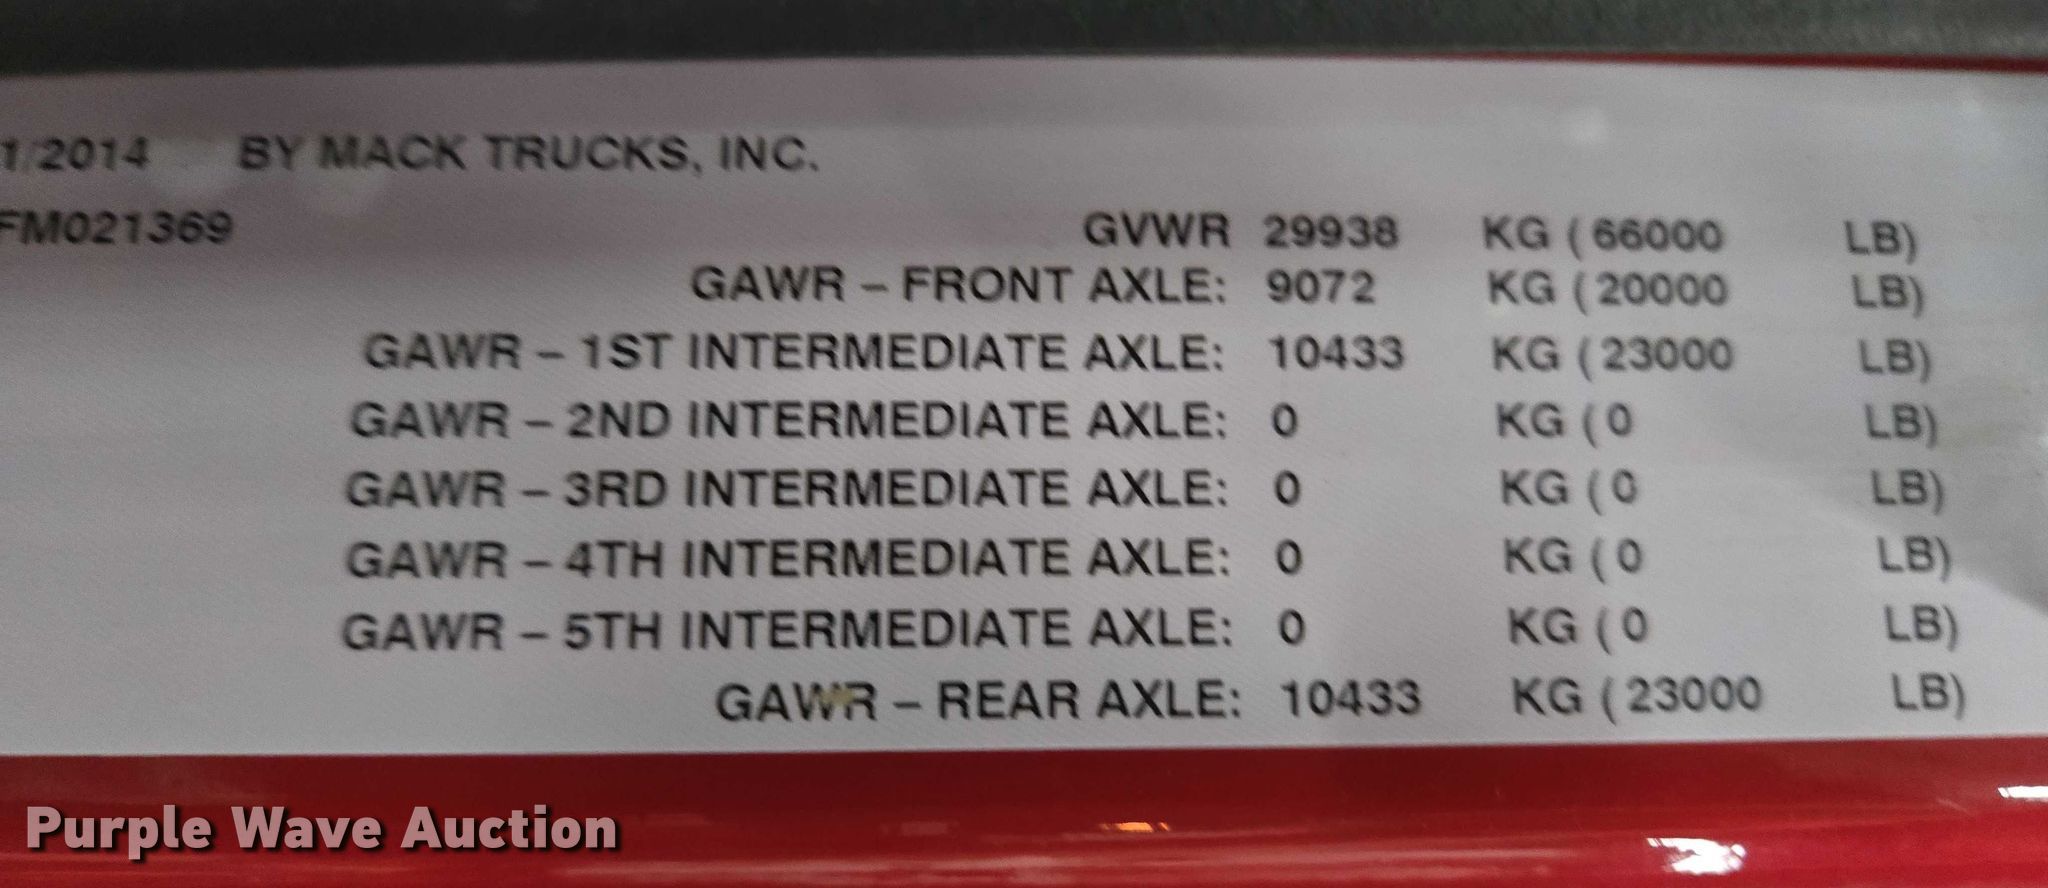 1/2014 BY MACK TRUCKS, INC.
FM021369 GVWR 29938 KG (66000 LB)
GAWR – FRONT AXLE: 9072 KG (20000 LB)
GAWR – 1ST INTERMEDIATE AXLE: 10433 KG (23000 LB)
GAWR – 2ND INTERMEDIATE AXLE: 0 KG (0 LB)
GAWR – 3RD INTERMEDIATE AXLE: 0 KG (0 LB)
GAWR – 4TH INTERMEDIATE AXLE: 0 KG (0 LB)
GAWR – 5TH INTERMEDIATE AXLE: 0 KG (0 LB)
GAWR – REAR AXLE: 10433 KG (23000 LB)
Purple Wave Auction